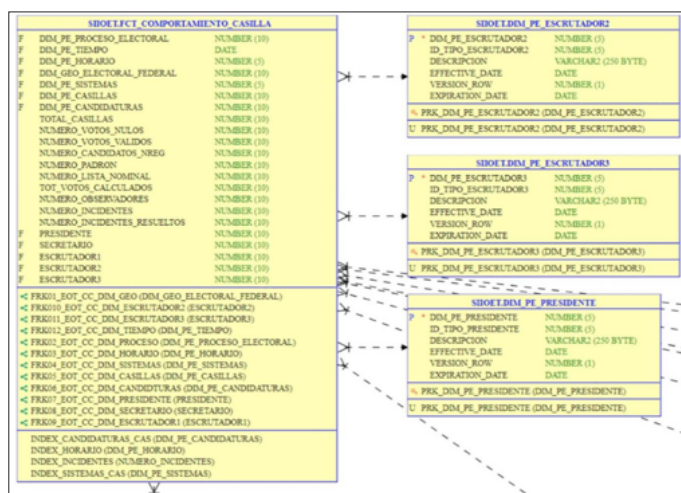 SIJOET.FCT_COMPORTAMIENTO_CASILLA
F DIM_PE_PROCESO_ELECTORAL NUMBER (10)
F DIM_PE_TIEMPO DATE
F DIM_PE_HORARIO NUMBER (5)
F DIM_GEO_ELECTORAL_FEDERAL NUMBER (10)
F DIM_PE_SISTEMAS NUMBER (5)
F DIM_PE_CASILLAS NUMBER (10)
F DIM_PE_CANDIDATURAS NUMBER (10)
TOTAL_CASILLAS NUMBER (10)
NUMERO_VOTOS_NULOS NUMBER (10)
NUMERO_VOTOS_VALIDOS NUMBER (10)
NUMERO_CANDIDATOS_NREG NUMBER (10)
NUMERO_PADRON NUMBER (10)
NUMERO_LISTA_NOMINAL NUMBER (10)
TOT_VOTOS_CALCULADOS NUMBER (10)
NUMERO_OBSERVADORES NUMBER (10)
NUMERO_INCIDENTES NUMBER (10)
NUMERO_INCIDENTES_RESUELTOS NUMBER (10)
F PRESIDENTE NUMBER (10)
F SECRETARIO NUMBER (10)
F ESCRUTADOR1 NUMBER (10)
F ESCRUTADOR2 NUMBER (10)
F ESCRUTADOR3 NUMBER (10)
FRK01_EOT_CC_DIM_GEO (DIM_GEO_ELECTORAL_FEDERAL)
FRK010_EOT_CC_DIM_ESCRUTADOR2 (ESCRUTADOR2)
FRK011_EOT_CC_DIM_ESCRUTADOR3 (ESCRUTADOR3)
FRK012_EOT_CC_DIM_TIEMPO (DIM_PE_TIEMPO)
FRK02_EOT_CC_DIM_PROCESO (DIM_PE_PROCESO_ELECTORAL)
FRK03_EOT_CC_DIM_HORARIO (DIM_PE_HORARIO)
FRK04_EOT_CC_DIM_SISTEMAS (DIM_PE_SISTEMAS)
FRK05_EOT_CC_DIM_CASILLAS (DIM_PE_CASILLAS)
FRK06_EOT_CC_DIM_CANDIDTURAS (DIM_PE_CANDIDATURAS)
FRK07_EOT_CC_DIM_PRESIDENTE (PRESIDENTE)
FRK08_EOT_CC_DIM_SECRETARIO (SECRETARIO)
FRK09_EOT_CC_DIM_ESCRUTADOR1 (ESCRUTADOR1)
INDEX_CANDIDATURAS_CAS (DIM_PE_CANDIDATURAS)
INDEX_HORARIO (DIM_PE_HORARIO)
INDEX_INCIDENTES (NUMERO_INCIDENTES)
INDEX_SISTEMAS_CAS (DIM_PE_SISTEMAS)
SIJOET.DIM_PE_ESCRUTADOR2
P * DIM_PE_ESCRUTADOR2 NUMBER (5)
ID_TIPO_ESCRUTADOR2 NUMBER (5)
DESCRIPCION VARCHAR2 (250 BYTE)
EFFECTIVE_DATE DATE
VERSION_ROW NUMBER (1)
EXPIRATION_DATE DATE
PRK_DIM_PE_ESCRUTADOR2 (DIM_PE_ESCRUTADOR2)
U PRK_DIM_PE_ESCRUTADOR2 (DIM_PE_ESCRUTADOR2)
SIJOET.DIM_PE_ESCRUTADOR3
P * DIM_PE_ESCRUTADOR3 NUMBER (5)
ID_TIPO_ESCRUTADOR3 NUMBER (5)
DESCRIPCION VARCHAR2 (250 BYTE)
EFFECTIVE_DATE DATE
VERSION_ROW NUMBER (1)
EXPIRATION_DATE DATE
PRK_DIM_PE_ESCRUTADOR3 (DIM_PE_ESCRUTADOR3)
U PRK_DIM_PE_ESCRUTADOR3 (DIM_PE_ESCRUTADOR3)
SIJOET.DIM_PE_PRESIDENTE
P * DIM_PE_PRESIDENTE NUMBER (5)
ID_TIPO_PRESIDENTE NUMBER (5)
DESCRIPCION VARCHAR2 (250 BYTE)
EFFECTIVE_DATE DATE
VERSION_ROW NUMBER (1)
EXPIRATION_DATE DATE
PRK_DIM_PE_PRESIDENTE (DIM_PE_PRESIDENTE)
U PRK_DIM_PE_PRESIDENTE (DIM_PE_PRESIDENTE)